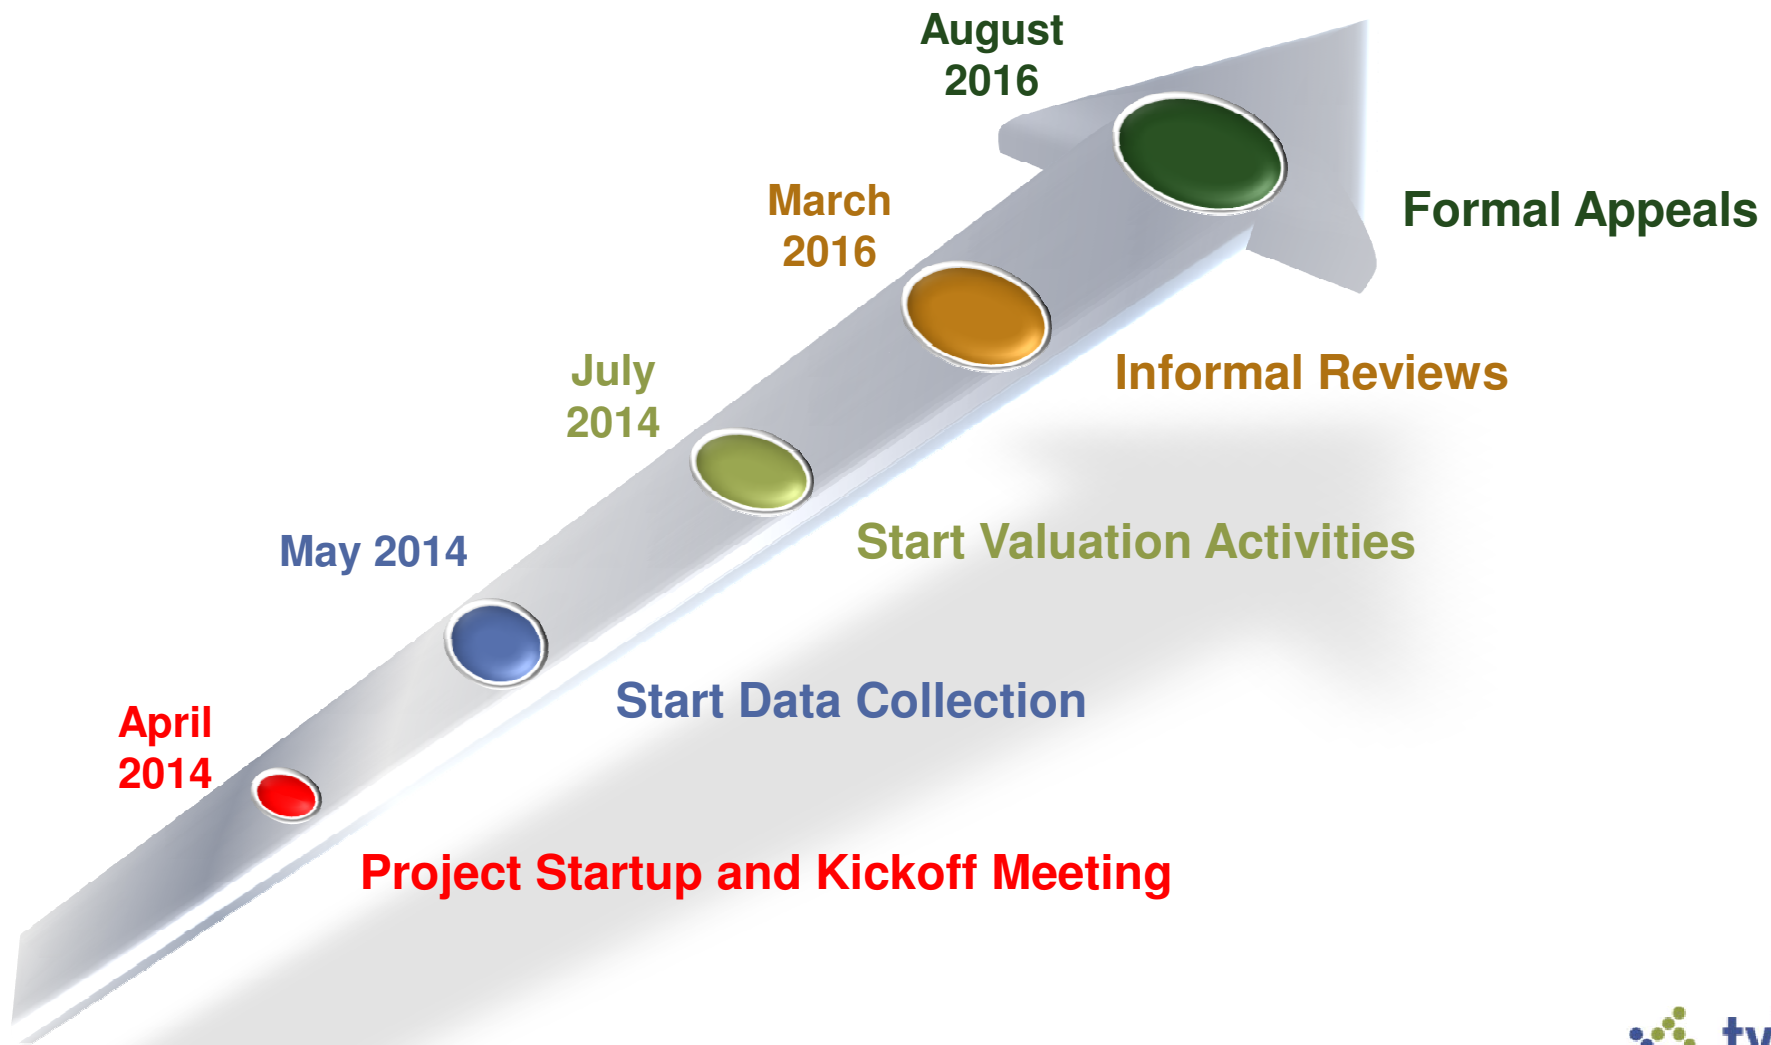 August
2016
Formal Appeals
March
2016
Informal Reviews
July
2014
Start Valuation Activities
May 2014
Start Data Collection
April
2014
Project Startup and Kickoff Meeting